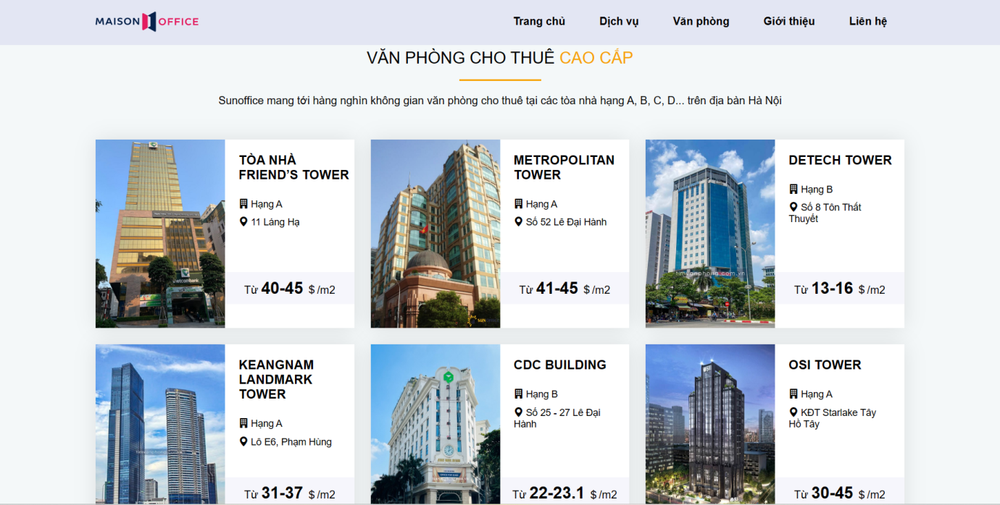 MAISON OFFICE
Trang chủ Dịch vụ Văn phòng Giới thiệu Liên hệ
VĂN PHÒNG CHO THUÊ CAO CẤP
Sunoffice mang tới hàng nghìn không gian văn phòng cho thuê tại các tòa nhà hạng A, B, C, D... trên địa bàn Hà Nội
TÒA NHÀ
FRIEND’S TOWER
Hạng A
11 Láng Hạ
Từ 40-45 $ /m2
METROPOLITAN
TOWER
Hạng A
Số 52 Lê Đại Hành
Từ 41-45 $ /m2
timvanphong.com.vn
DETECH TOWER
Hạng B
Số 8 Tôn Thất
Thuyết
Từ 13-16 $ /m2
KEANGNAM
LANDMARK
TOWER
Hạng A
Lô E6, Phạm Hùng
Từ 31-37 $ /m2
CDC BUILDING
Hạng B
Số 25 - 27 Lê Đại
Hành
Từ 22-23.1 $ /m2
OSI
OSI TOWER
Hạng A
KĐT Starlake Tây
Hồ Tây
Từ 30-45 $ /m2